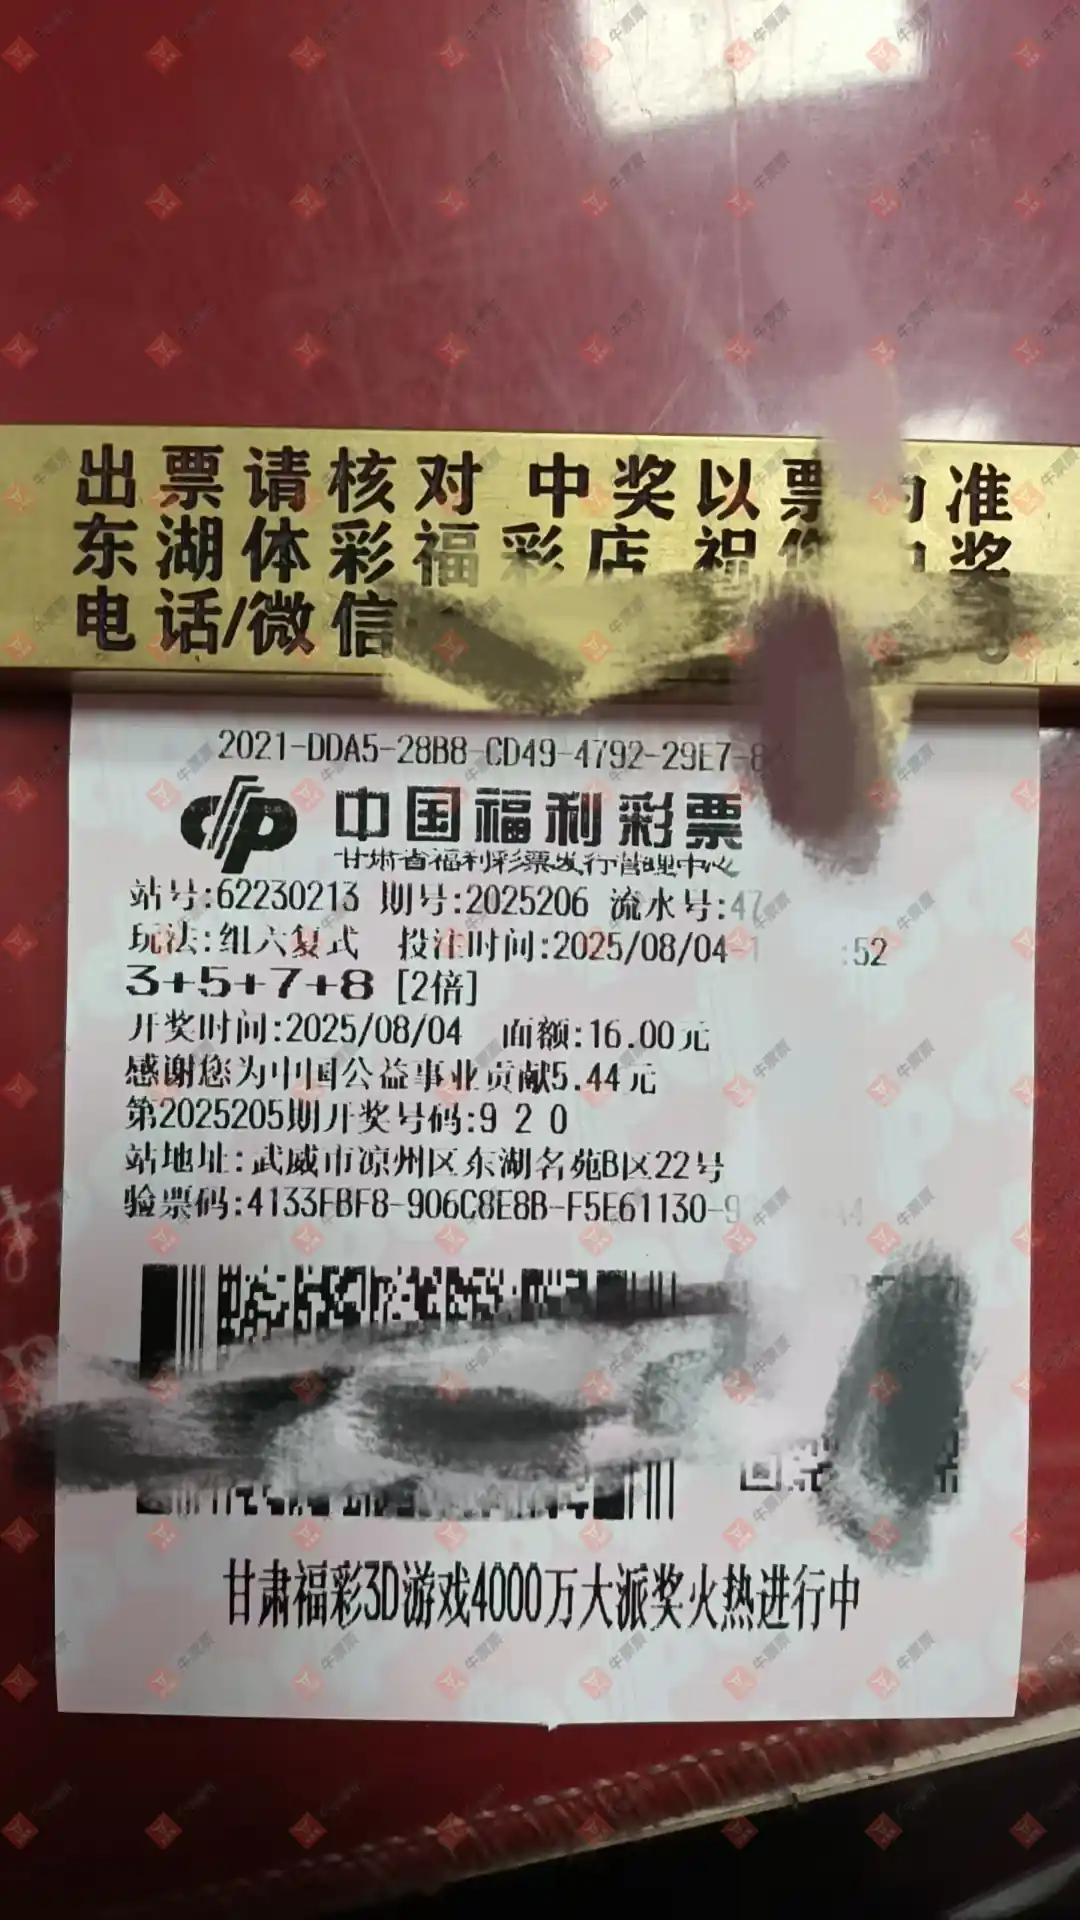 出票请核对 中奖以票 准
东湖体彩福彩店 祝您 奖
电话/微信
2021-DDA5-28B8-CD49-4792-29E7-8
中国福利彩票
甘肃省福利彩票发行管理中心
站号:62230213 期号:2025206 流水号:47
玩法:组六复式 投注时间:2025/08/04-1 :52
3+5+7+8 [2倍]
开奖时间:2025/08/04 面额:16.00元
感谢您为中国公益事业贡献5.44元
第2025205期开奖号码:9 2 0
站地址:武威市凉州区东湖名苑B区22号
验票码:4133FBF8-906C8E8B-F5E61130-9
甘肃福彩3D游戏4000万大派奖火热进行中